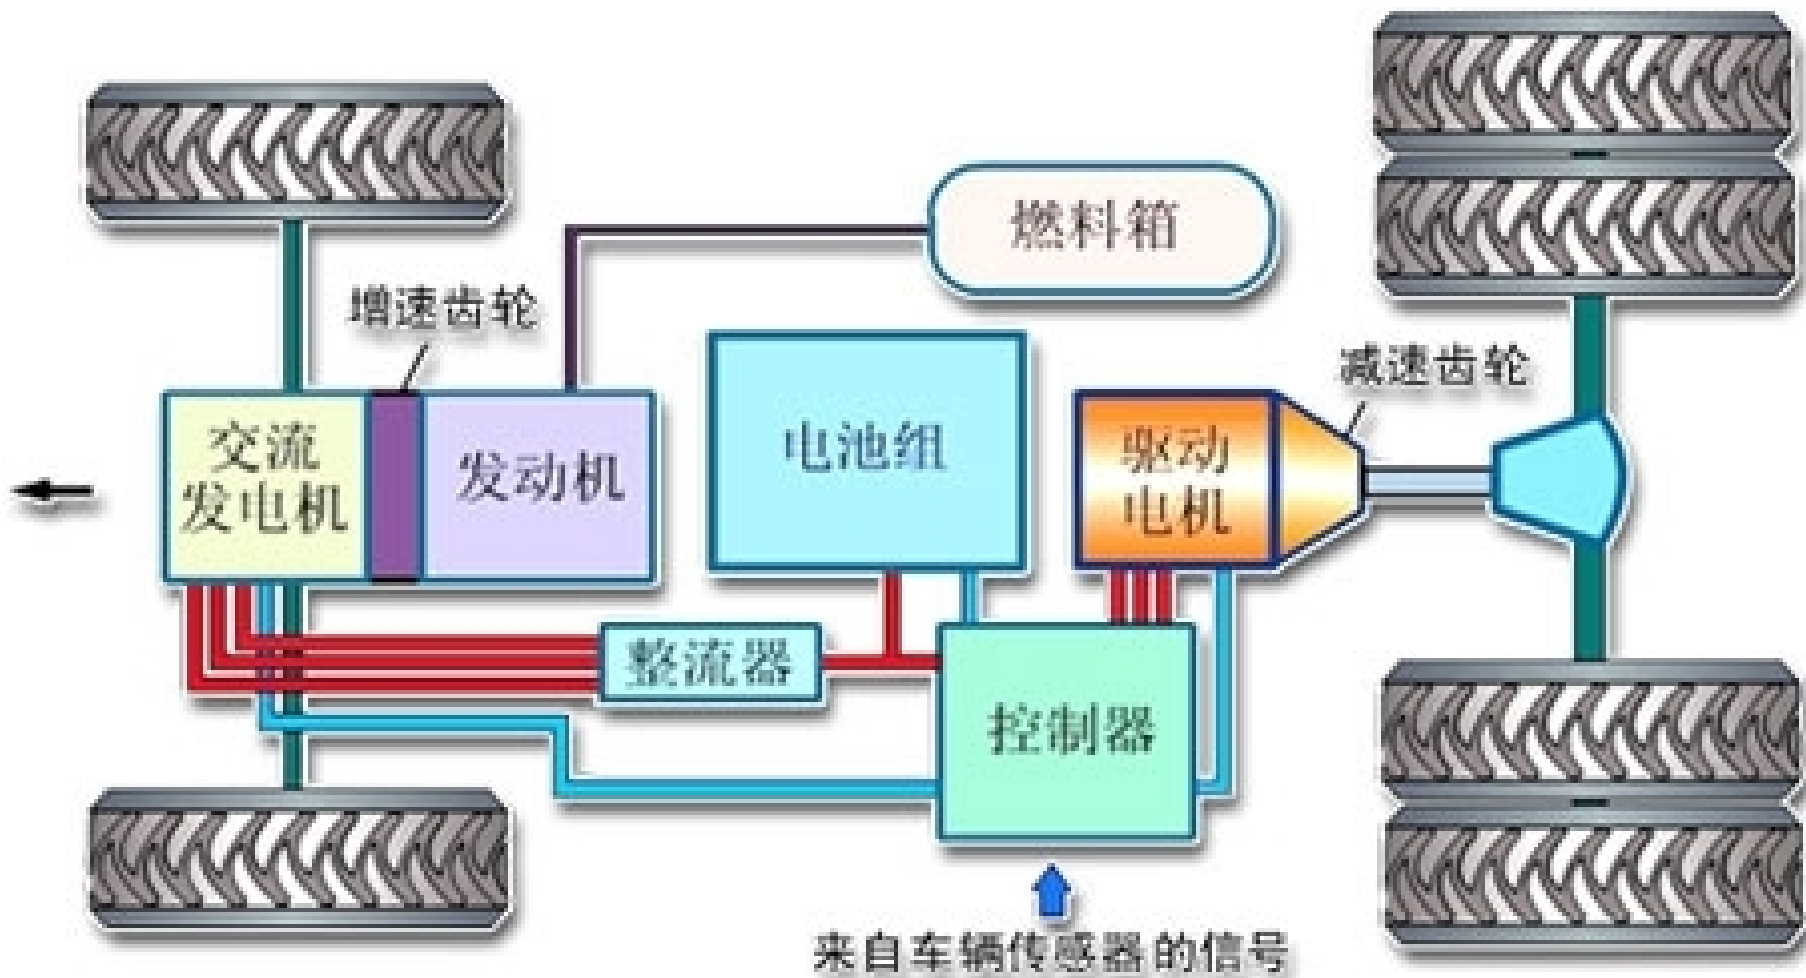 燃料箱
增速齿轮
减速齿轮
交流
发电机
发动机
电池组
驱动
电机
整流器
控制器
来自车辆传感器的信号